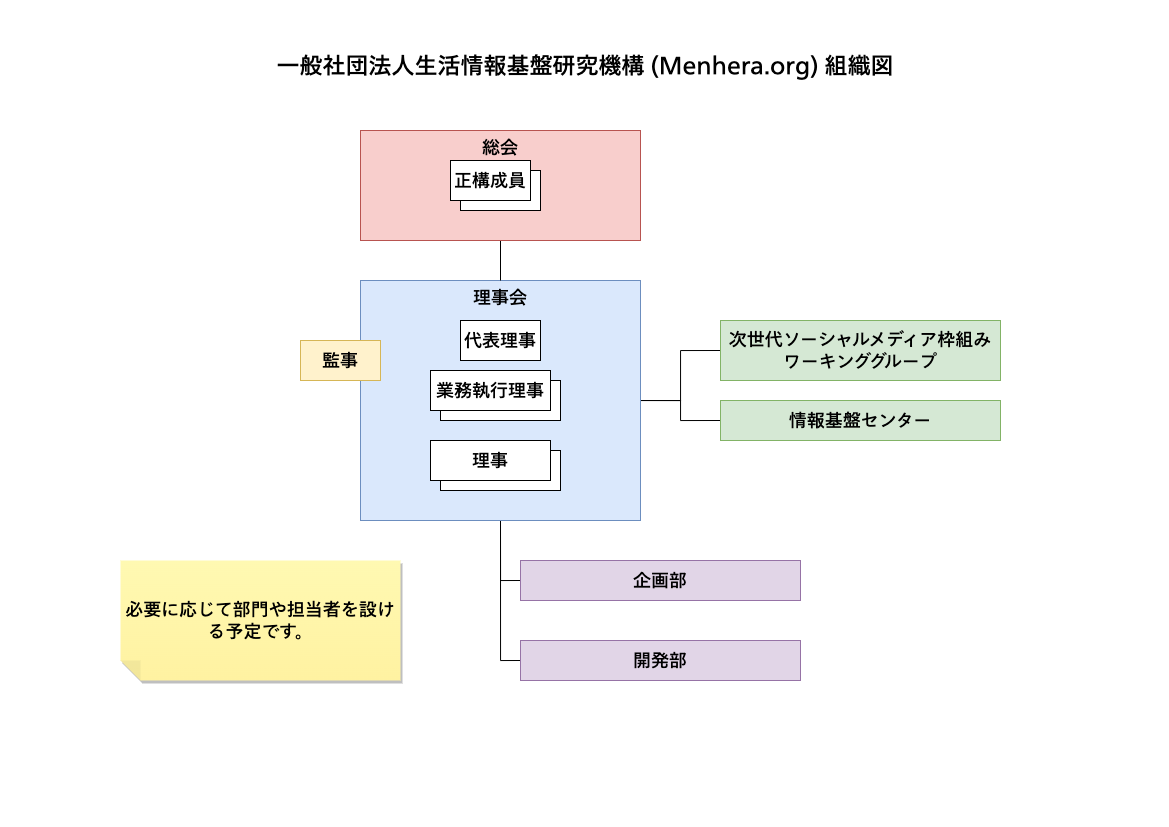 一般社団法人生活情報基盤研究機構 (Menhera.org) 組織図
総会
正構成員
理事会
代表理事
監事
業務執行理事
理事
次世代ソーシャルメディア枠組み
ワーキンググループ
情報基盤センター
企画部
開発部
必要に応じて部門や担当者を設け
る予定です。